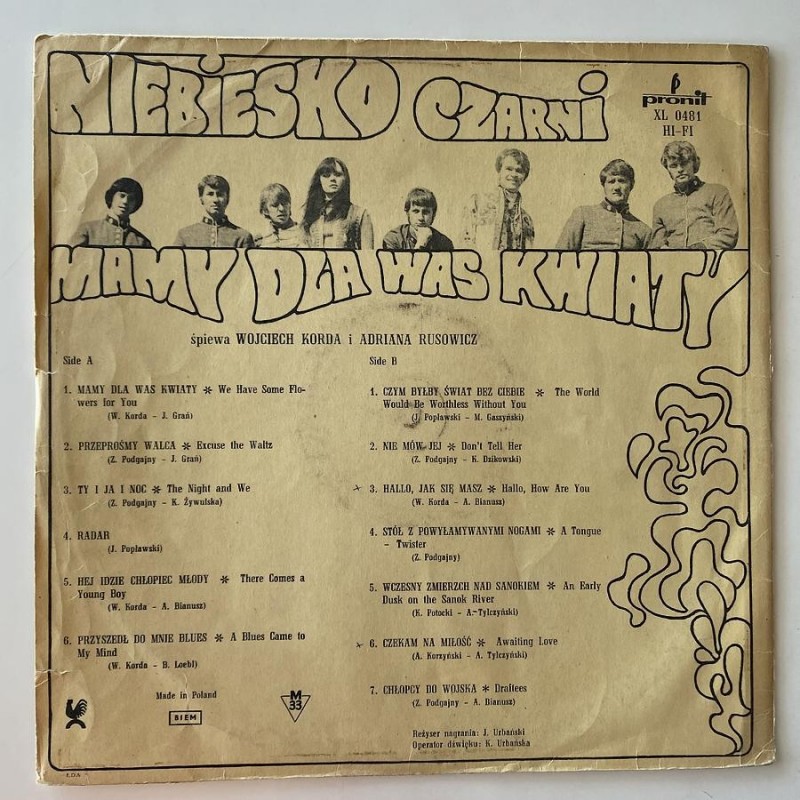 NIEBIESKO CZARNI
pronit
XL 0481
HI-FI
MAMY DLA WAS KWIATY
śpiewa WOJCIECH KORDA i ADRIANA RUSOWICZ
Side A
1. MAMY DLA WAS KWIATY * We Have Some Flo-
wers for You
(W. Korda - J. Grań)
2. PRZEPROŚMY WALCA * Excuse the Waltz
(Z. Podgajny - J. Grań)
3. TY I JA I NOC * The Night and We
(Z. Podgajny - K. Żywulska)
4. RADAR
(J. Popławski)
5. HEJ IDZIE CHŁOPIEC MŁODY * There Comes a
Young Boy
(W. Korda - A. Bianusz)
6. PRZYSZEDŁ DO MNIE BLUES * A Blues Came to
My Mind
(W. Korda - B. Loebl)
Side B
1. CZYM BYŁBY ŚWIAT BEZ CIEBIE * The World
Would Be Worthless Without You
(J. Popławski - M. Gaszyński)
2. NIE MÓW JEJ * Don't Tell Her
(Z. Podgajny - K. Dzikowski)
3. HALLO, JAK SIĘ MASZ * Hallo, How Are You
(W. Korda - A. Bianusz)
4. STÓŁ Z POWYŁAMYWANYMI NOGAMI * A Tongue
- Twister
(Z. Podgajny)
5. WCZESNY ZMIERZCH NAD SANOKIEM * An Early
Dusk on the Sanok River
(K. Potocki - A. Tylczyński)
6. CZEKAM NA MIŁOŚĆ * Awaiting Love
(A. Korzyński - A. Tylczyński)
7. CHŁOPCY DO WOJSKA * Draftees
(Z. Podgajny - A. Bianusz)
Reżyser nagrania: J. Urbański
Operator dźwięku: K. Urbańska
Made in Poland
BIEM
M
33